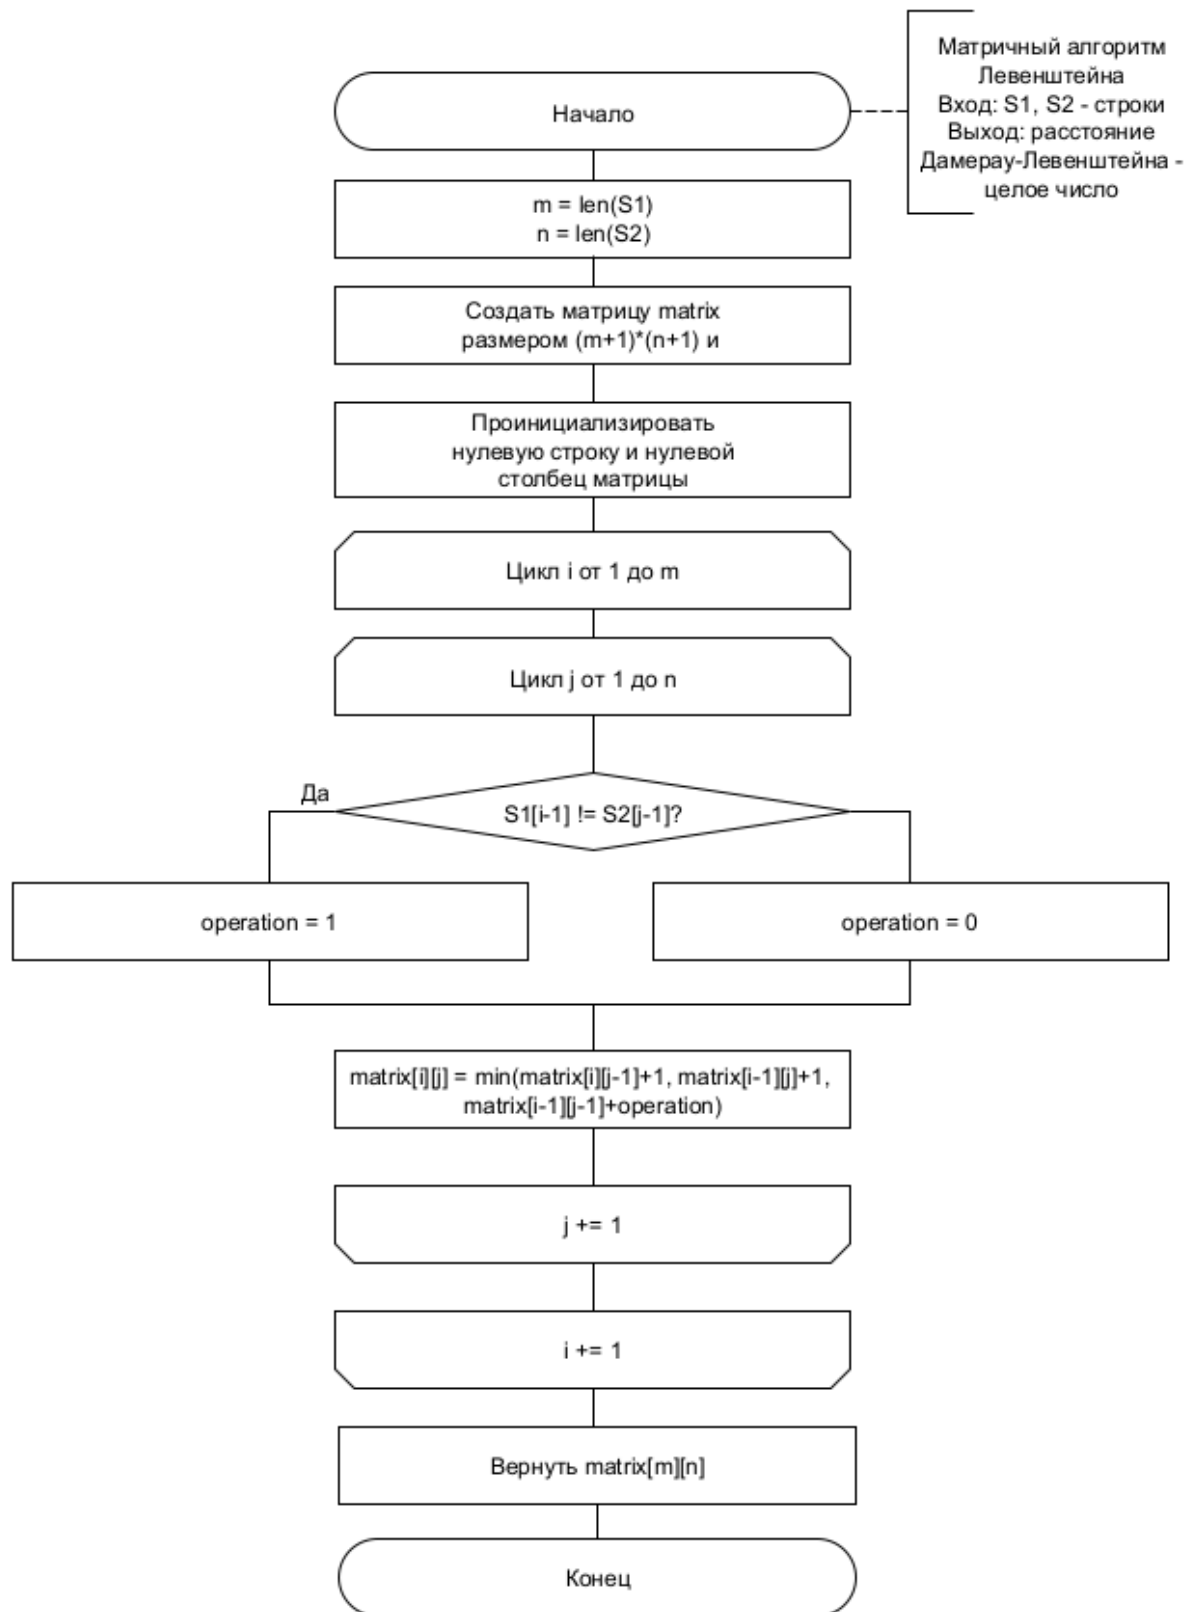 Матричный алгоритм
Левенштейна
Вход: S1, S2 - строки
Выход: расстояние
Дамерау-Левенштейна -
целое число
Начало
m = len(S1)
n = len(S2)
Создать матрицу matrix
размером (m+1)*(n+1) и
Проинициализировать
нулевую строку и нулевой
столбец матрицы
Цикл i от 1 до m
Цикл j от 1 до n
Да
S1[i-1] != S2[j-1]?
operation = 1
operation = 0
matrix[i][j] = min(matrix[i][j-1]+1, matrix[i-1][j]+1,
matrix[i-1][j-1]+operation)
j += 1
i += 1
Вернуть matrix[m][n]
Конец